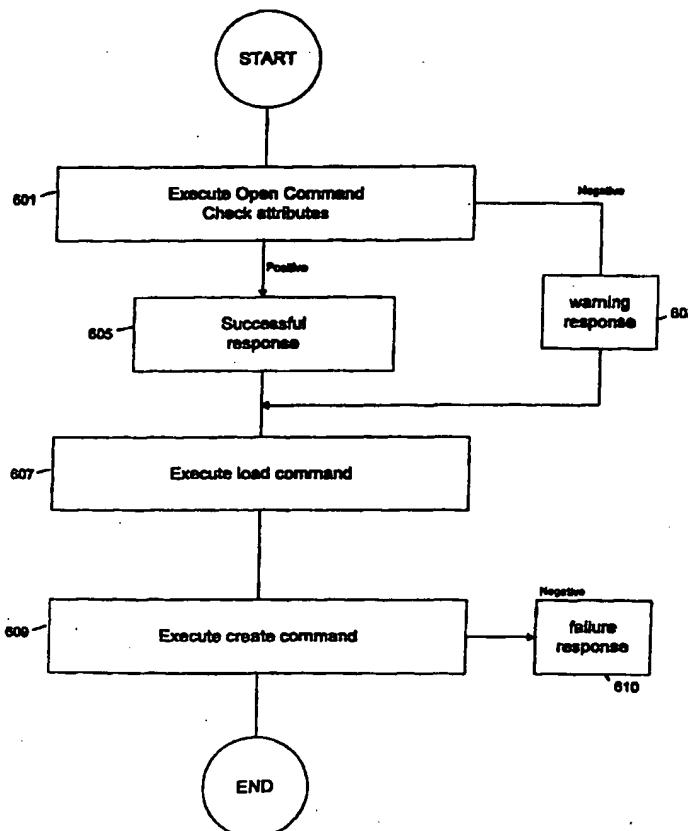 START
601
Execute Open Command
Check attributes
Negative
Positive
605
Successful
response
warning
response
607
Execute load command
609
Execute create command
Negative
failure
response
610
END